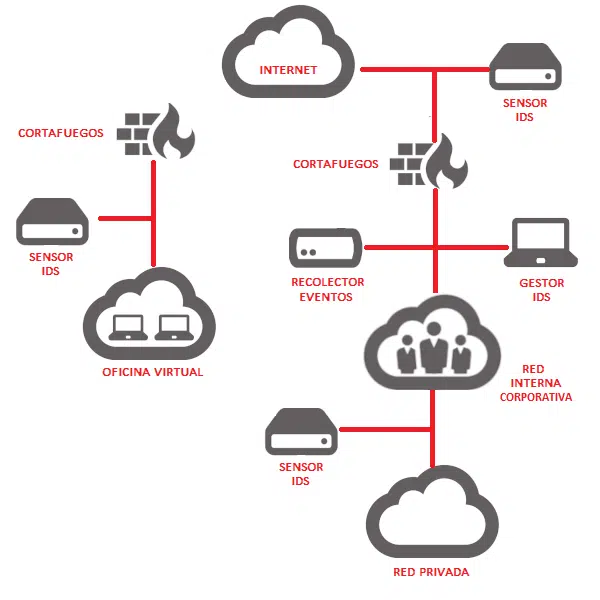 INTERNET
SENSOR
IDS
CORTAFUEGOS
CORTAFUEGOS
SENSOR
IDS
RECOLECTOR
EVENTOS
GESTOR
IDS
OFICINA VIRTUAL
RED
INTERNA
CORPORATIVA
SENSOR
IDS
RED PRIVADA